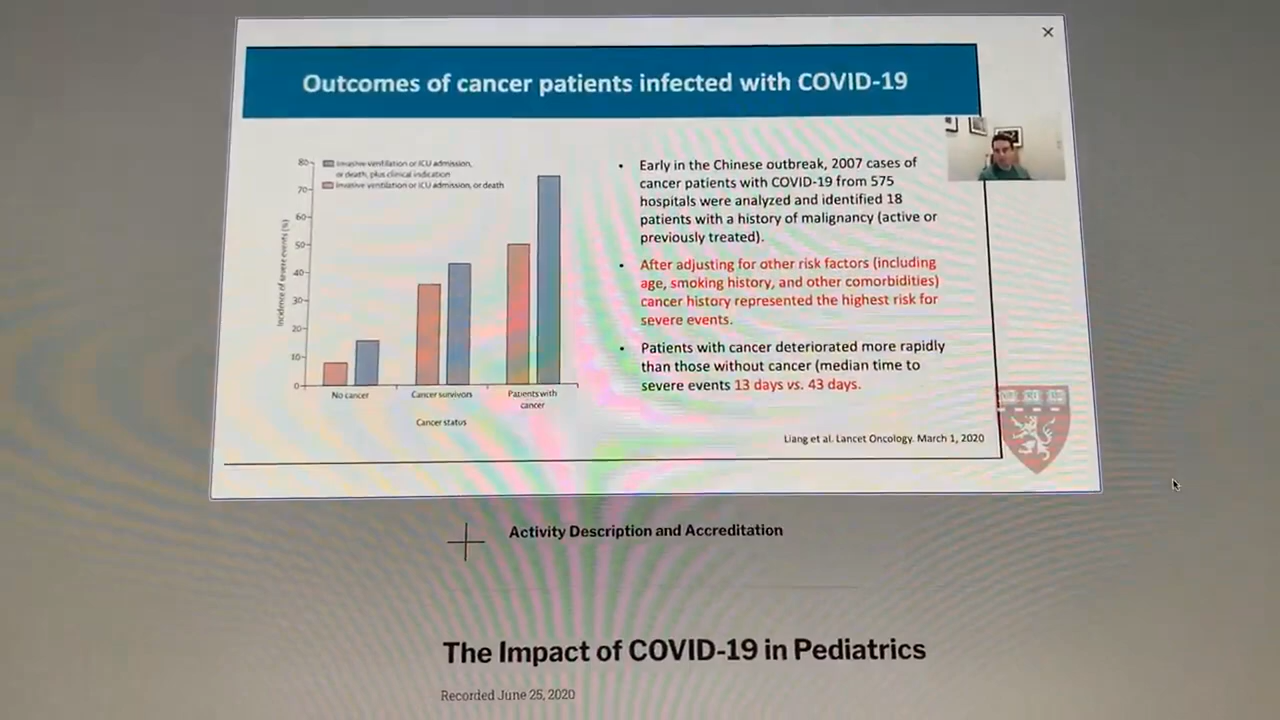 Outcomes of cancer patients infected with COVID-19
80
70
60
50
40
30
20
10
0
Incidence of severe events (%)
Invasive ventilation or ICU admission,
or death, plus clinical indication
Invasive ventilation or ICU admission, or death
No cancer
Cancer survivors
Patients with
cancer
Cancer status
• Early in the Chinese outbreak, 2007 cases of
cancer patients with COVID-19 from 575
hospitals were analyzed and identified 18
patients with a history of malignancy (active or
previously treated).
• After adjusting for other risk factors (including
age, smoking history, and other comorbidities)
cancer history represented the highest risk for
severe events.
• Patients with cancer deteriorated more rapidly
than those without cancer (median time to
severe events 13 days vs. 43 days.
Liang et al. Lancet Oncology. March 1, 2020
Activity Description and Accreditation
The Impact of COVID-19 in Pediatrics
Recorded June 25, 2020